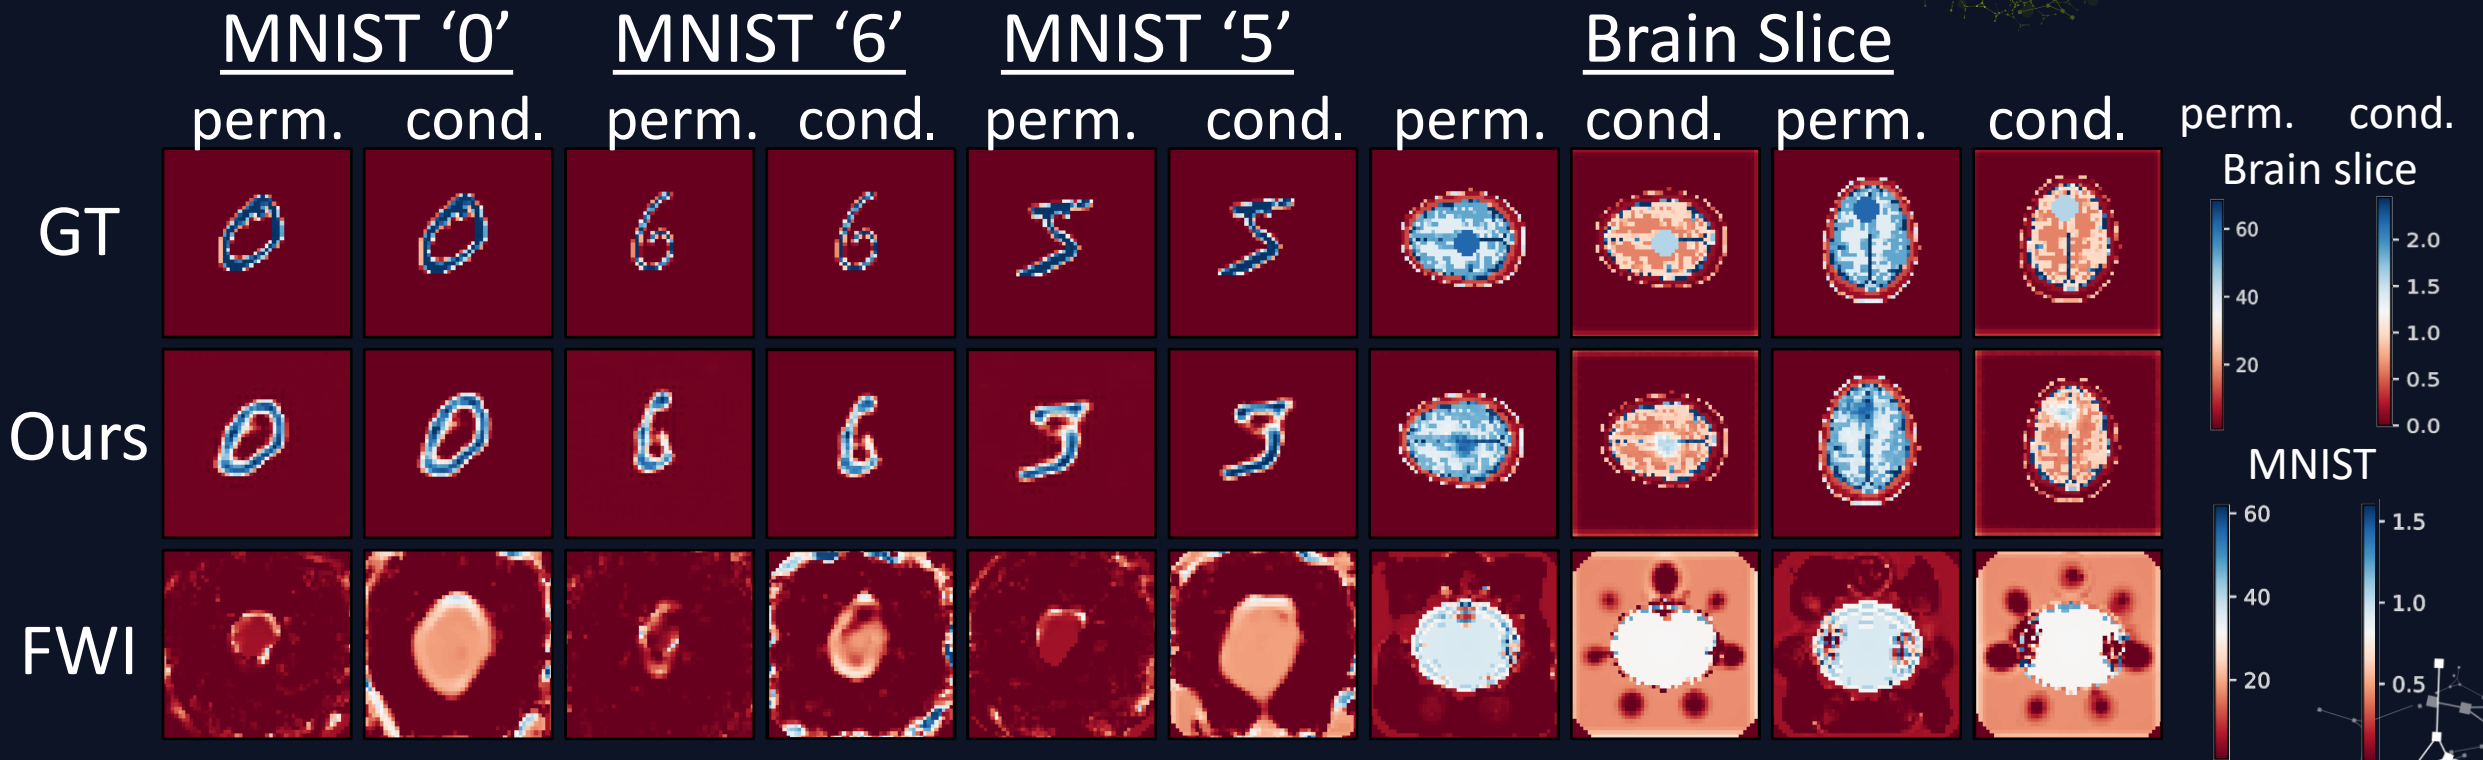 MNIST ‘0’ MNIST ‘6’ MNIST ‘5’ Brain Slice
perm. cond. perm. cond. perm. cond. perm. cond. perm. cond. perm. cond.
Brain slice
GT
60
40
20
2.0
1.5
1.0
0.5
0.0
Ours
MNIST
60
40
20
1.5
1.0
0.5
FWI